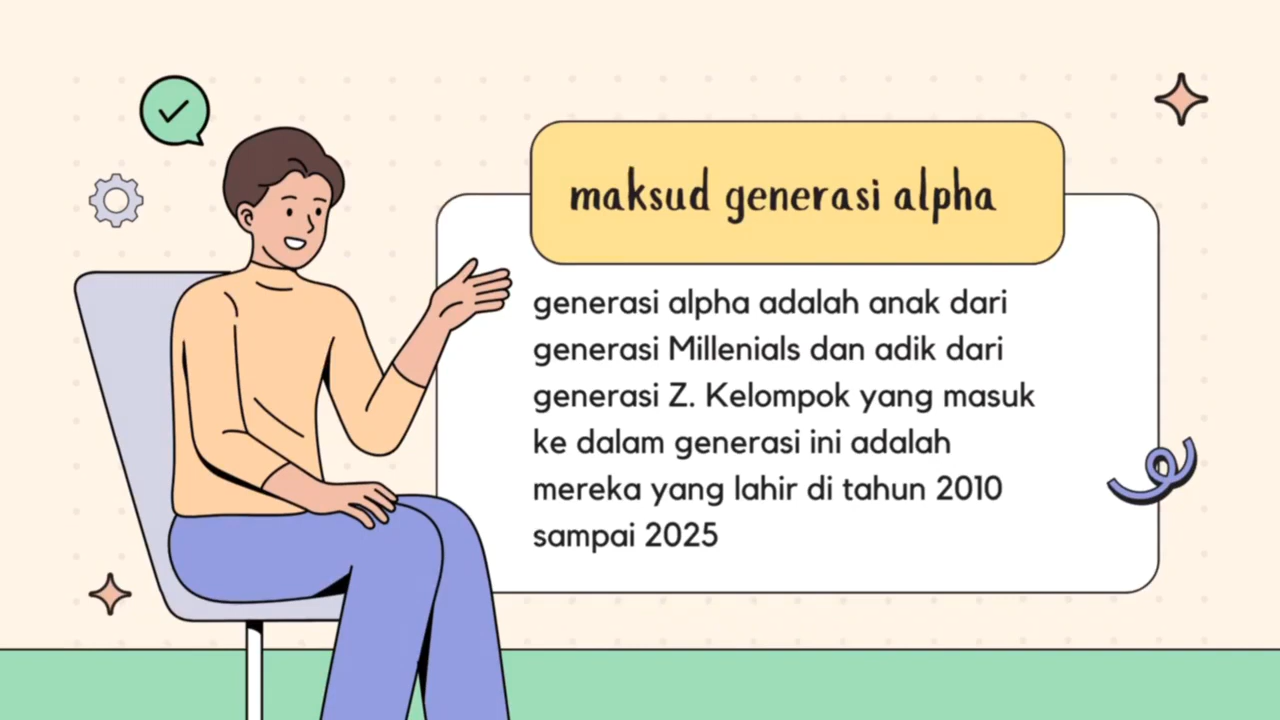 maksud generasi alpha
generasi alpha adalah anak dari
generasi Millenials dan adik dari
generasi Z. Kelompok yang masuk
ke dalam generasi ini adalah
mereka yang lahir di tahun 2010
sampai 2025